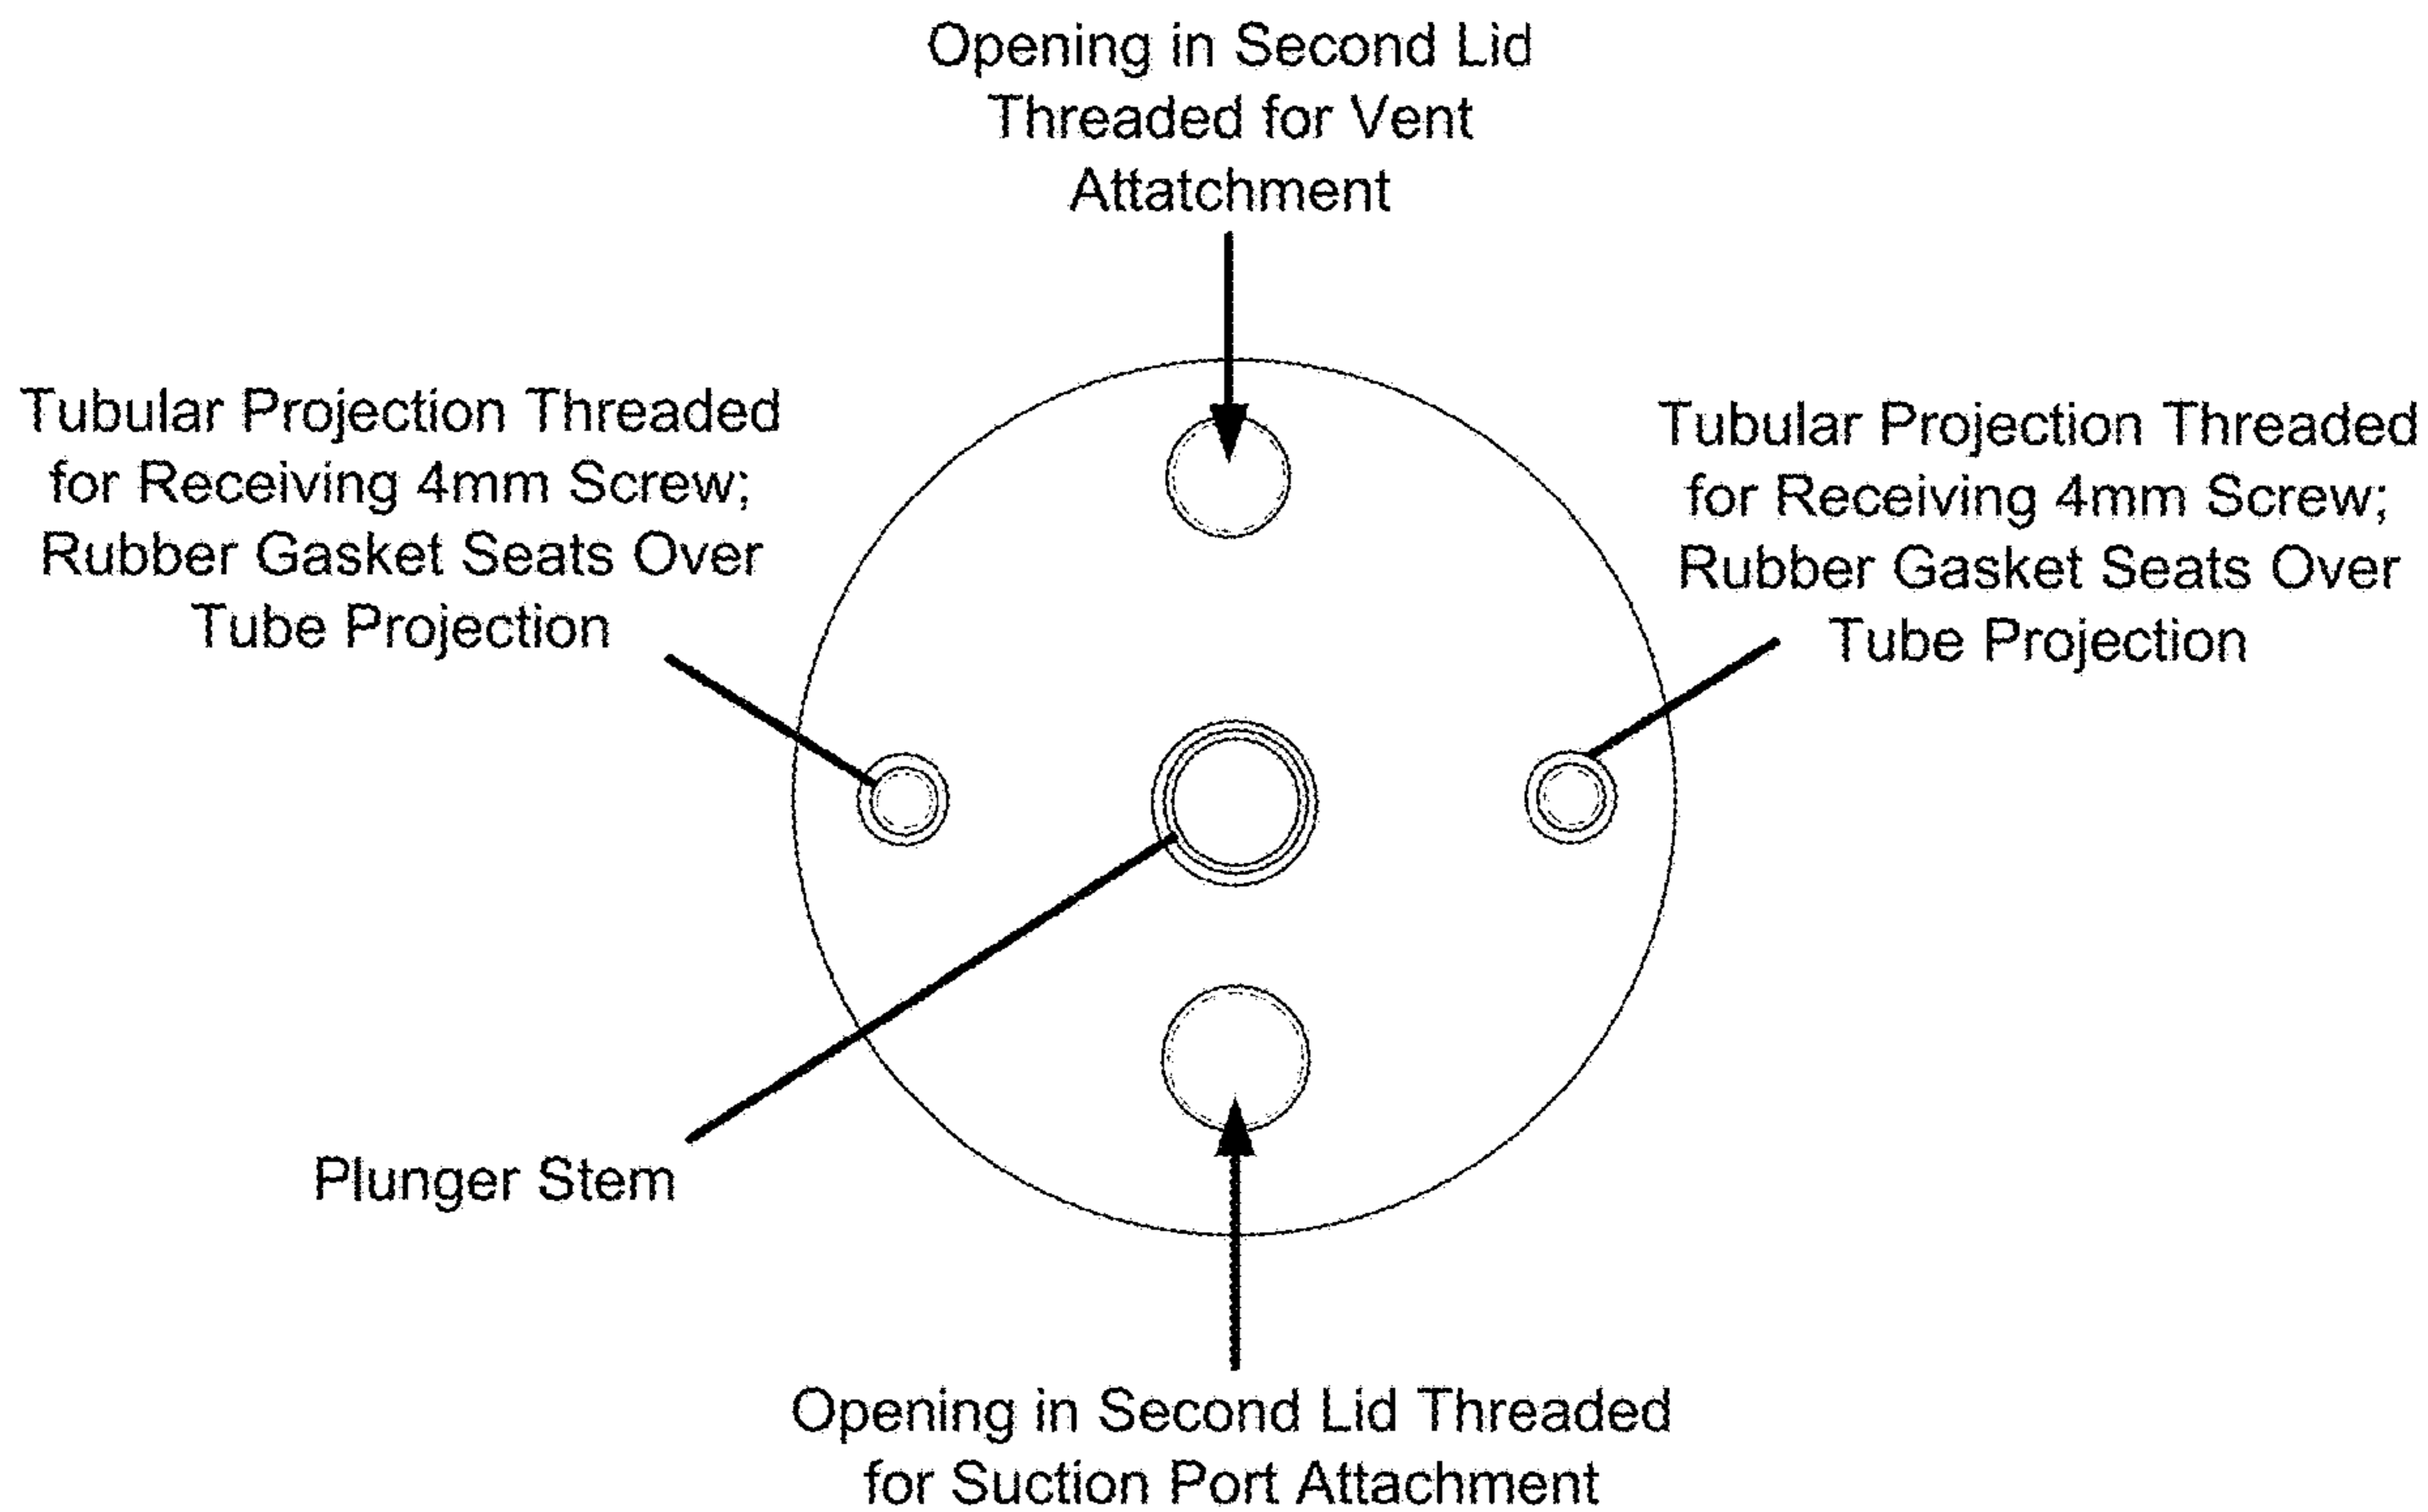 Opening in Second Lid
Threaded for Vent
Attatchment
Tubular Projection Threaded
for Receiving 4mm Screw;
Rubber Gasket Seats Over
Tube Projection
Tubular Projection Threaded
for Receiving 4mm Screw;
Rubber Gasket Seats Over
Tube Projection
Plunger Stem
Opening in Second Lid Threaded
for Suction Port Attachment